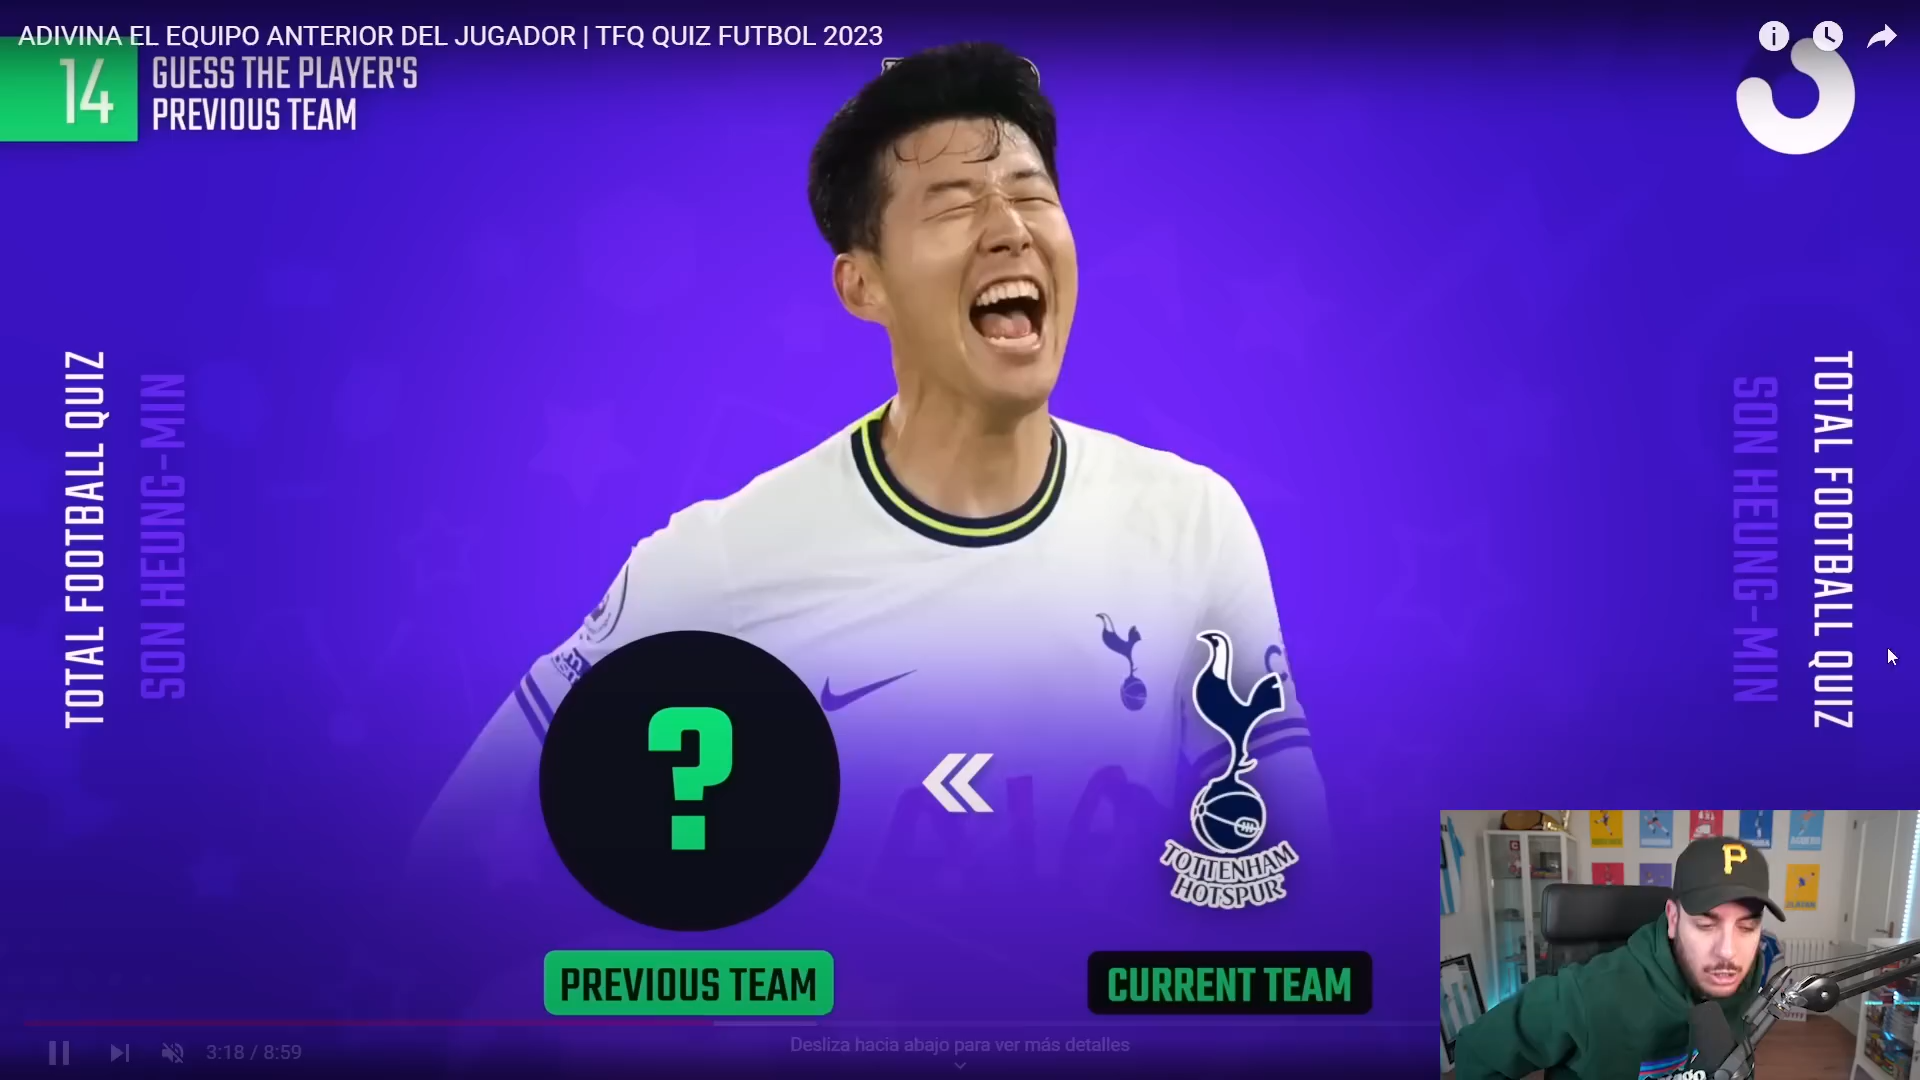 ADIVINA EL EQUIPO ANTERIOR DEL JUGADOR | TFQ QUIZ FUTBOL 2023
14
GUESS THE PLAYER'S
PREVIOUS TEAM
TOTAL FOOTBALL QUIZ
SON HEUNG-MIN
SON HEUNG-MIN
TOTAL FOOTBALL QUIZ
?
TOTTENHAM
HOTSPUR
PREVIOUS TEAM
CURRENT TEAM
3:18 / 8:59
Desliza hacia abajo para ver más detalles
P